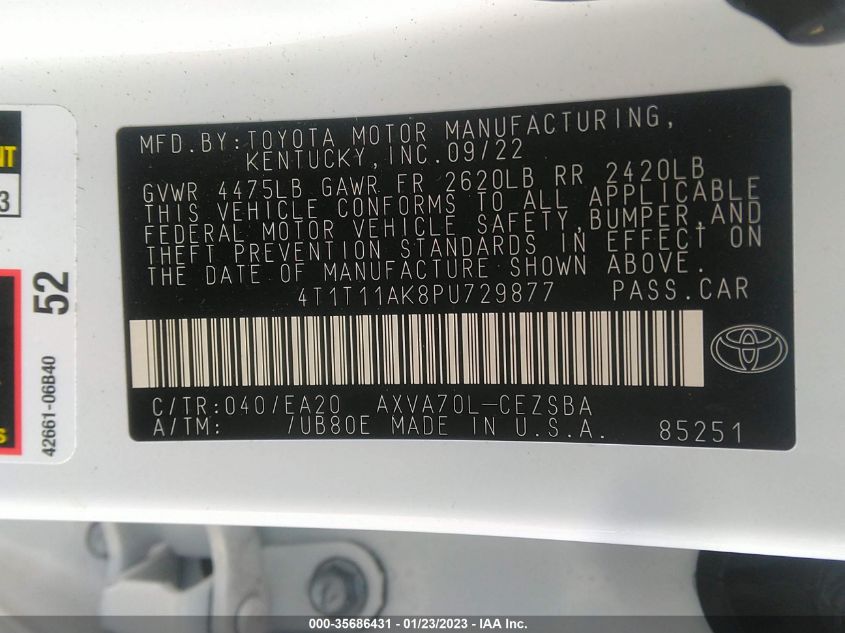 MFD.BY:TOYOTA MOTOR MANUFACTURING,
KENTUCKY,INC.09/22
GVWR 4475LB GAWR FR 2620LB RR 2420LB
THIS VEHICLE CONFORMS TO ALL APPLICABLE
FEDERAL MOTOR VEHICLE SAFETY,BUMPER,AND
THEFT PREVENTION STANDARDS IN EFFECT ON
THE DATE OF MANUFACTURE SHOWN ABOVE.
4T1T11AK8PU729877 PASS.CAR
C/TR:040/EA20 AXVA70L-CEZSBA
A/TM: /UB80E MADE IN U.S.A. 85251
52
42661-06B40
3
000-35686431 / 01/23/2023 - IAA Inc.